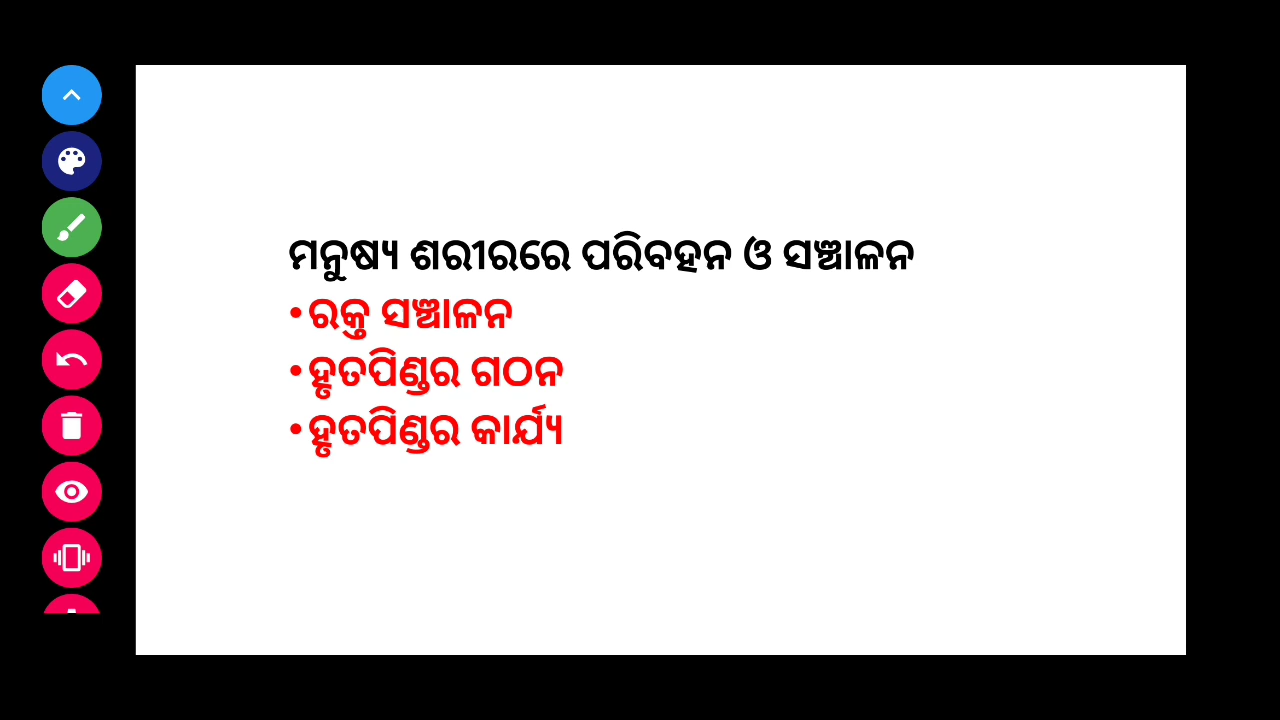 ମନୁଷ୍ୟ ଶରୀରରେ ପରିବହନ ଓ ସଞ୍ଚାଳନ
•ରକ୍ତ ସଞ୍ଚାଳନ
•ହୃତପିଣ୍ଡର ଗଠନ
•ହୃତପିଣ୍ଡର କାର୍ଯ୍ୟ